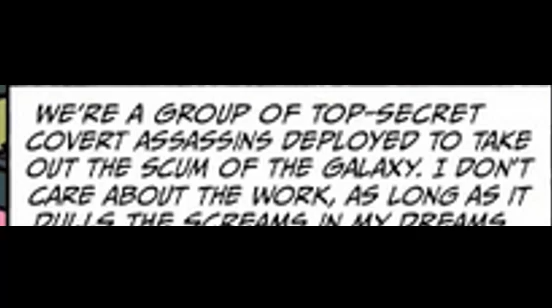 WE'RE A GROUP OF TOP-SECRET
COVERT ASSASSINS DEPLOYED TO TAKE
OUT THE SCUM OF THE GALAXY. I DON'T
CARE ABOUT THE WORK, AS LONG AS IT
DULLS THE SCREAMS IN MY DREAMS